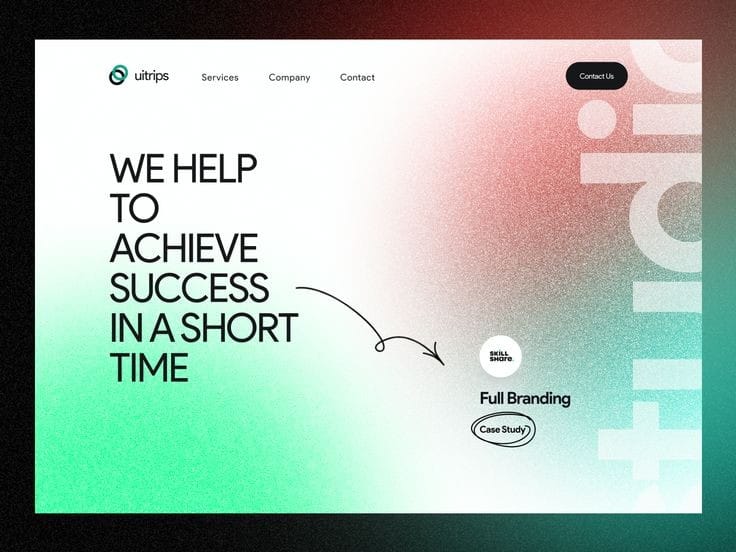 uitrips
Services
Company
Contact
Contact Us
WE HELP
TO
ACHIEVE
SUCCESS
IN A SHORT
TIME
SKILL
SHARE.
Full Branding
Case Study
studio